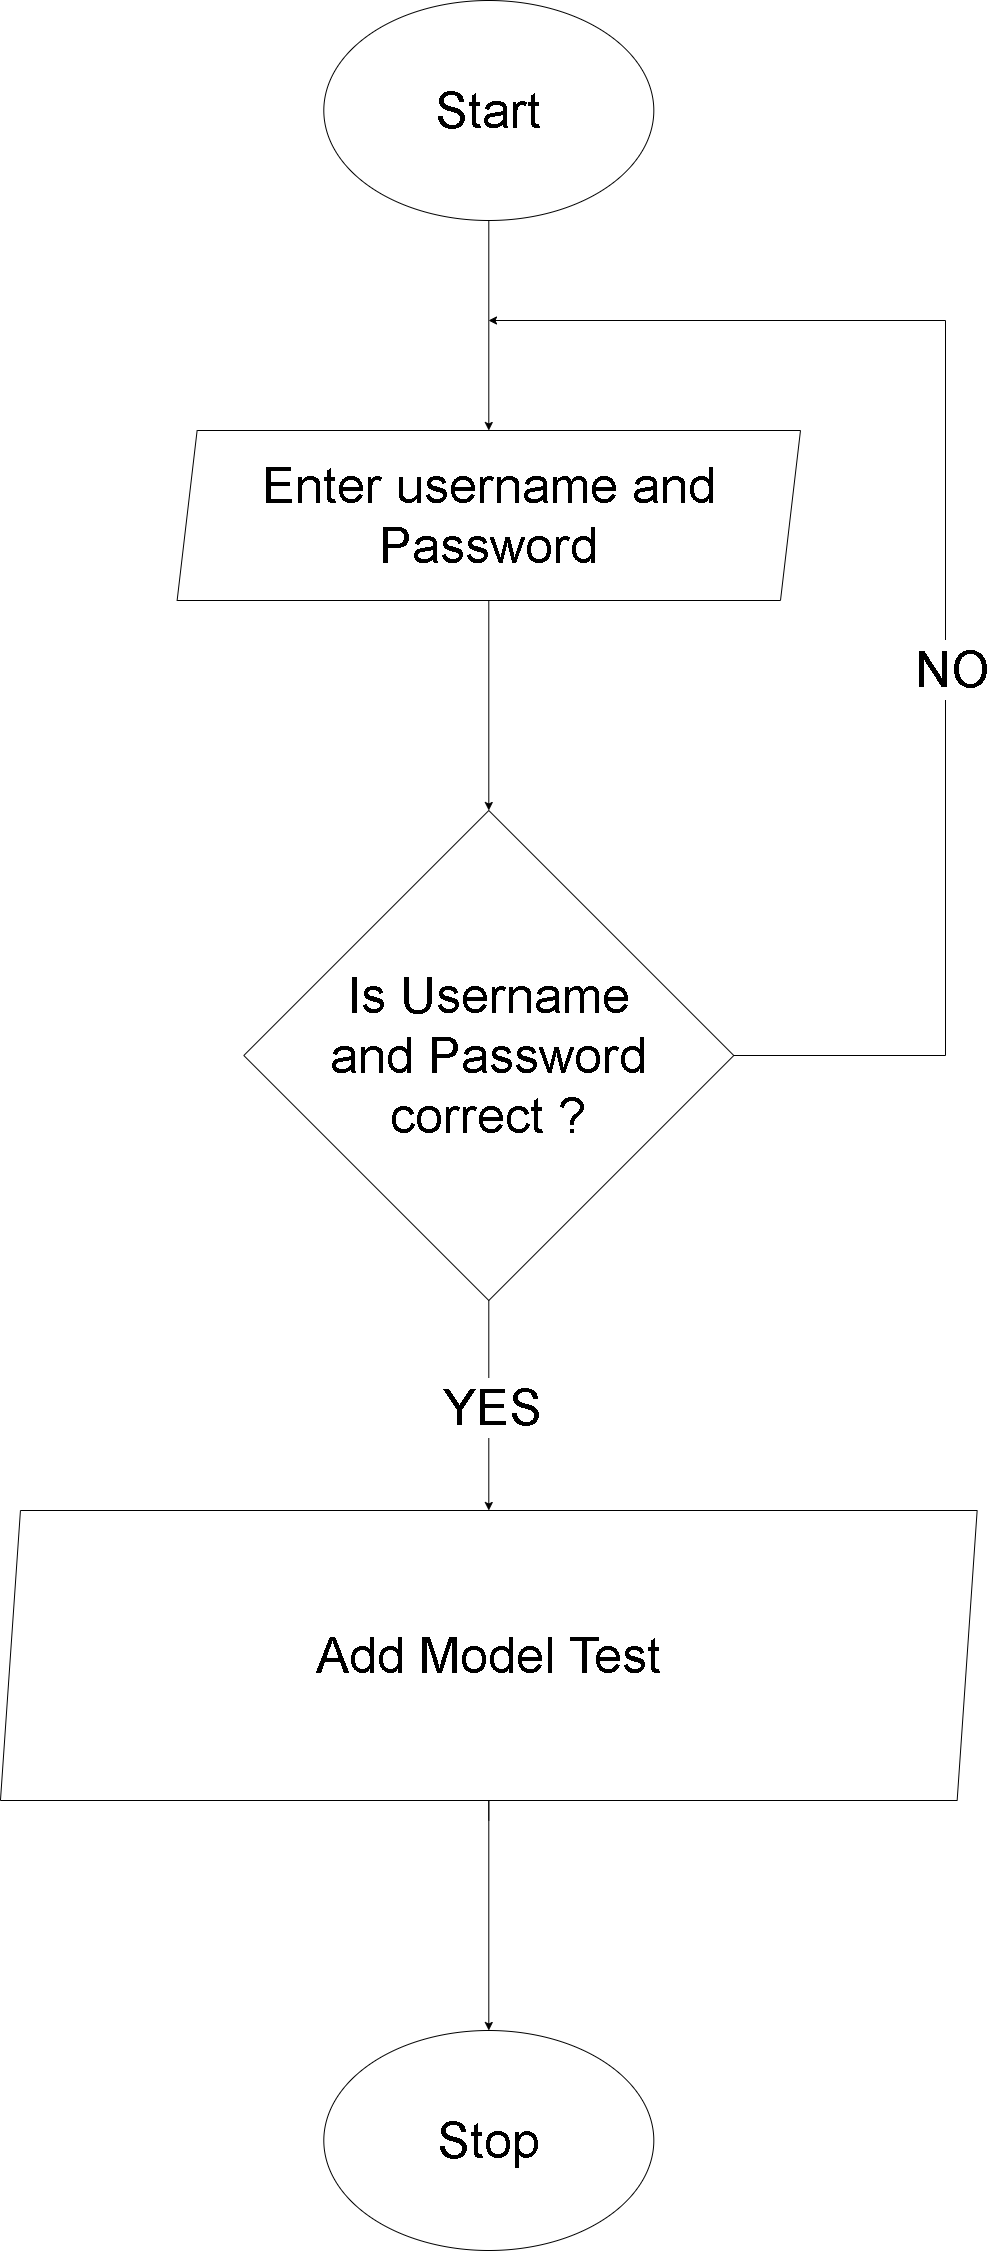 Start
Enter username and
Password
NO
Is Username
and Password
correct ?
YES
Add Model Test
Stop